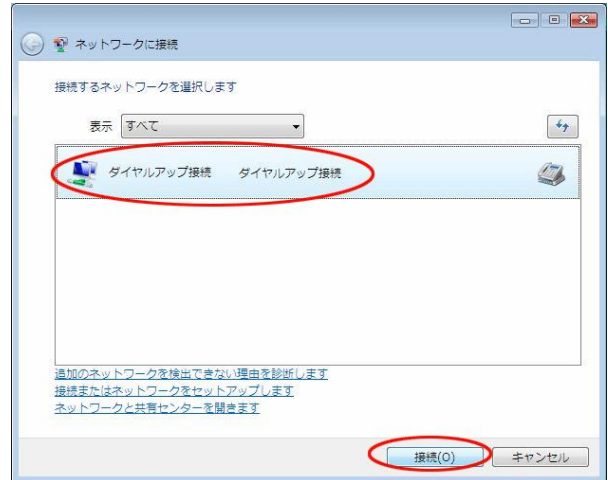 ネットワークに接続
接続するネットワークを選択します
表示 すべて
ダイヤルアップ接続 ダイヤルアップ接続
追加のネットワークを検出できない理由を診断します
接続またはネットワークをセットアップします
ネットワークと共有センターを開きます
接続(O) キャンセル